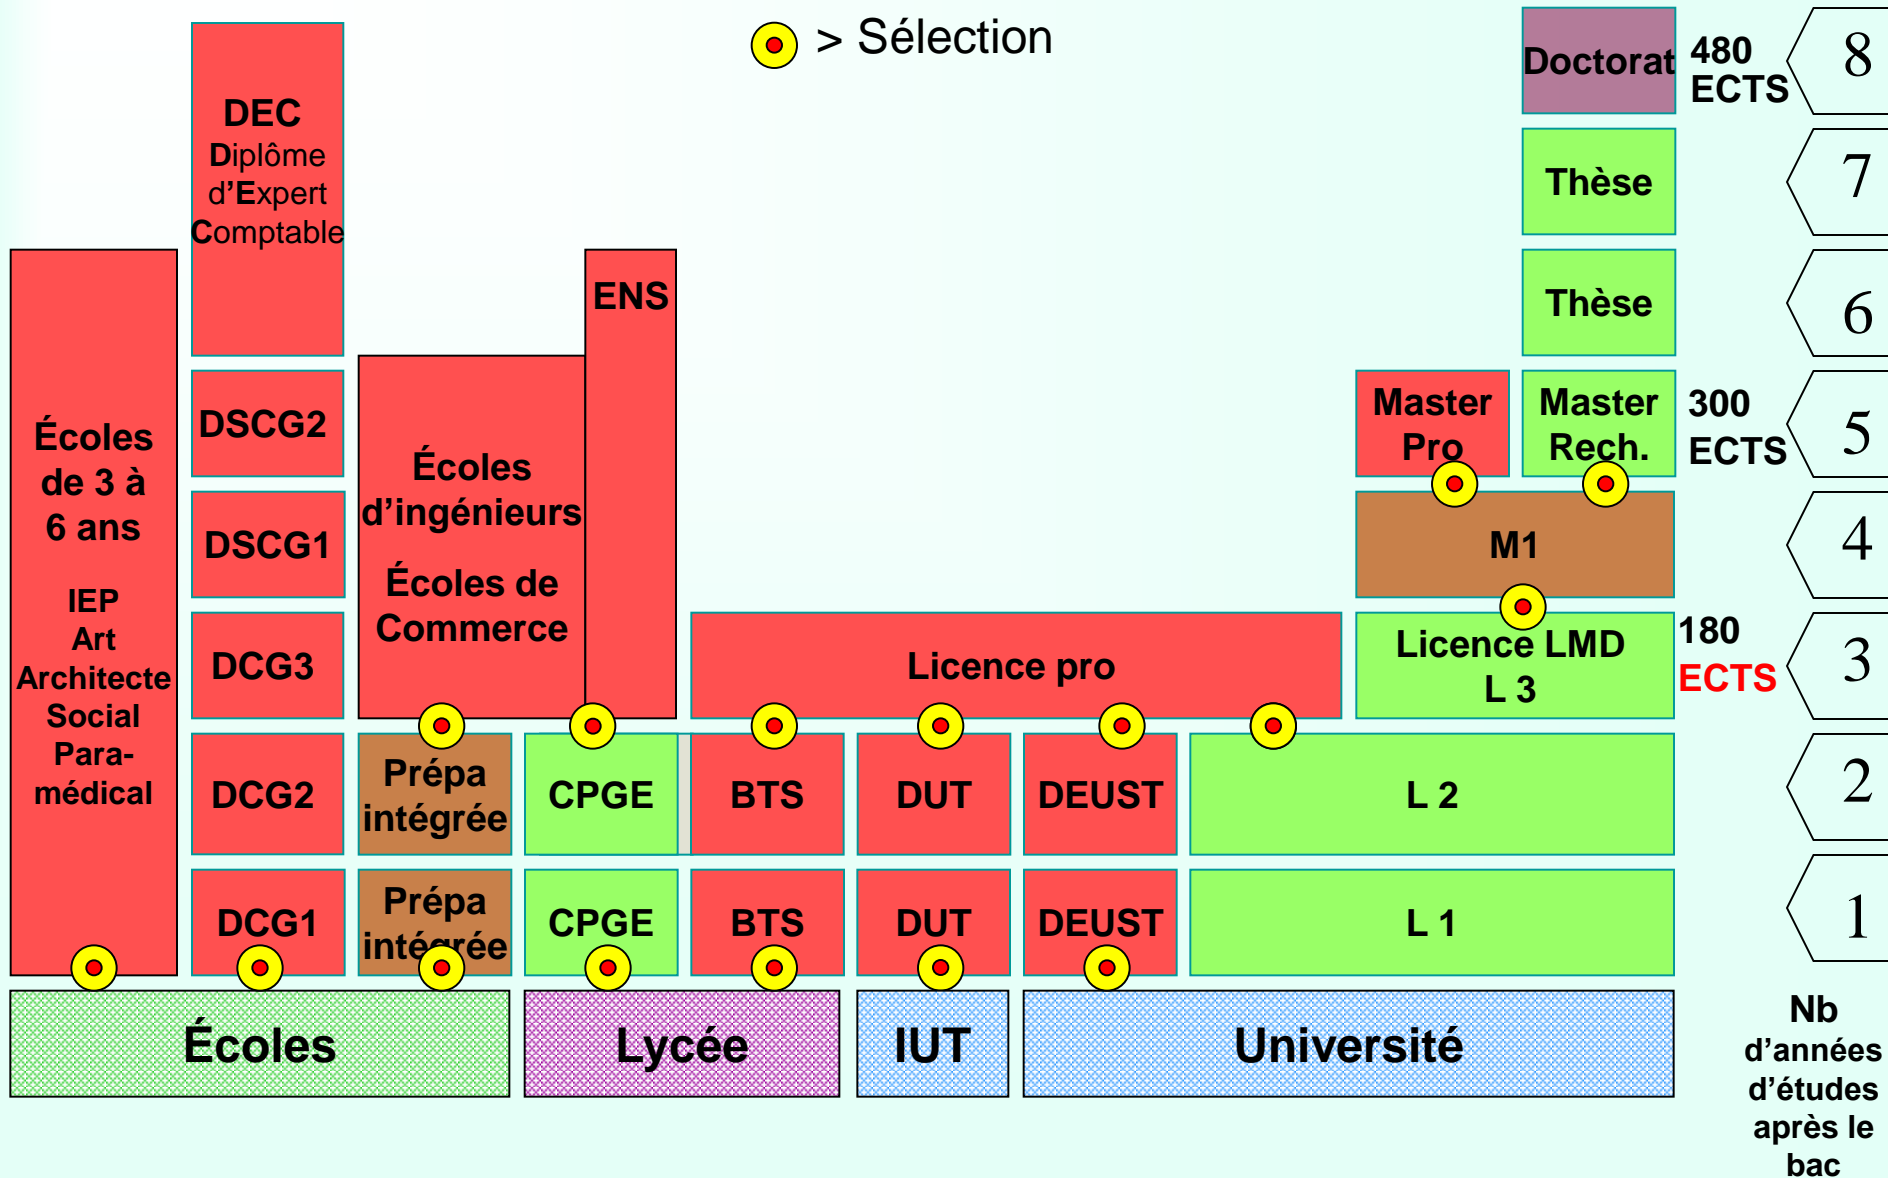 > Sélection
DEC
Diplôme
d'Expert
Comptable
Doctorat
480
ECTS
8
Thèse
7
ENS
Thèse
6
Écoles
de 3 à
6 ans
IEP
Art
Architecte
Social
Para-
médical
DSCG2
Écoles
d'ingénieurs
Écoles de
Commerce
Master
Pro
Master
Rech.
300
ECTS
5
DSCG1
M1
4
DCG3
Licence pro
Licence LMD
L 3
180
ECTS
3
DCG2
Prépa
intégrée
CPGE
BTS
DUT
DEUST
L 2
2
DCG1
Prépa
intégrée
CPGE
BTS
DUT
DEUST
L 1
1
Écoles
Lycée
IUT
Université
Nb
d'années
d'études
après le
bac